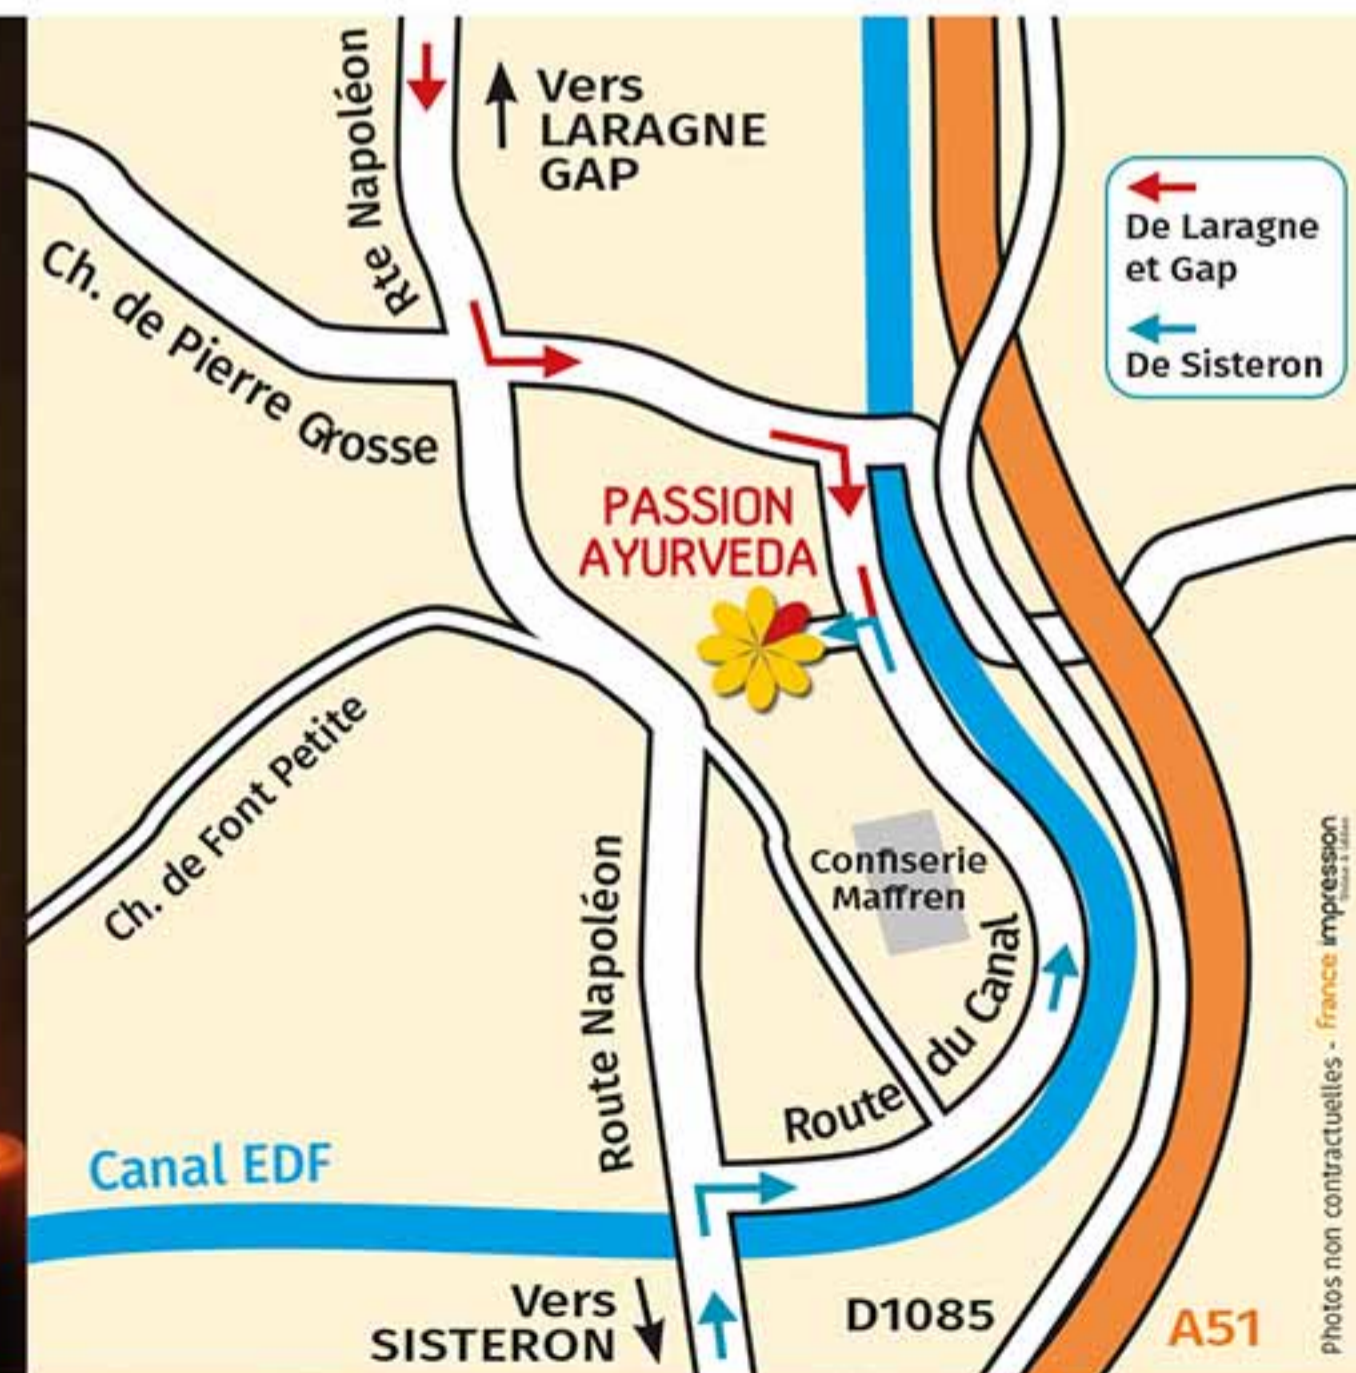 Rte Napoléon
Vers
LARAGNE
GAP
De Laragne
et Gap
De Sisteron
Ch. de Pierre Grosse
PASSION
AYURVEDA
Ch. de Font Petite
Route Napoléon
Confiserie
Maffren
Route du Canal
Canal EDF
Vers
SISTERON
D1085
A51
Photos non contractuelles - france impression